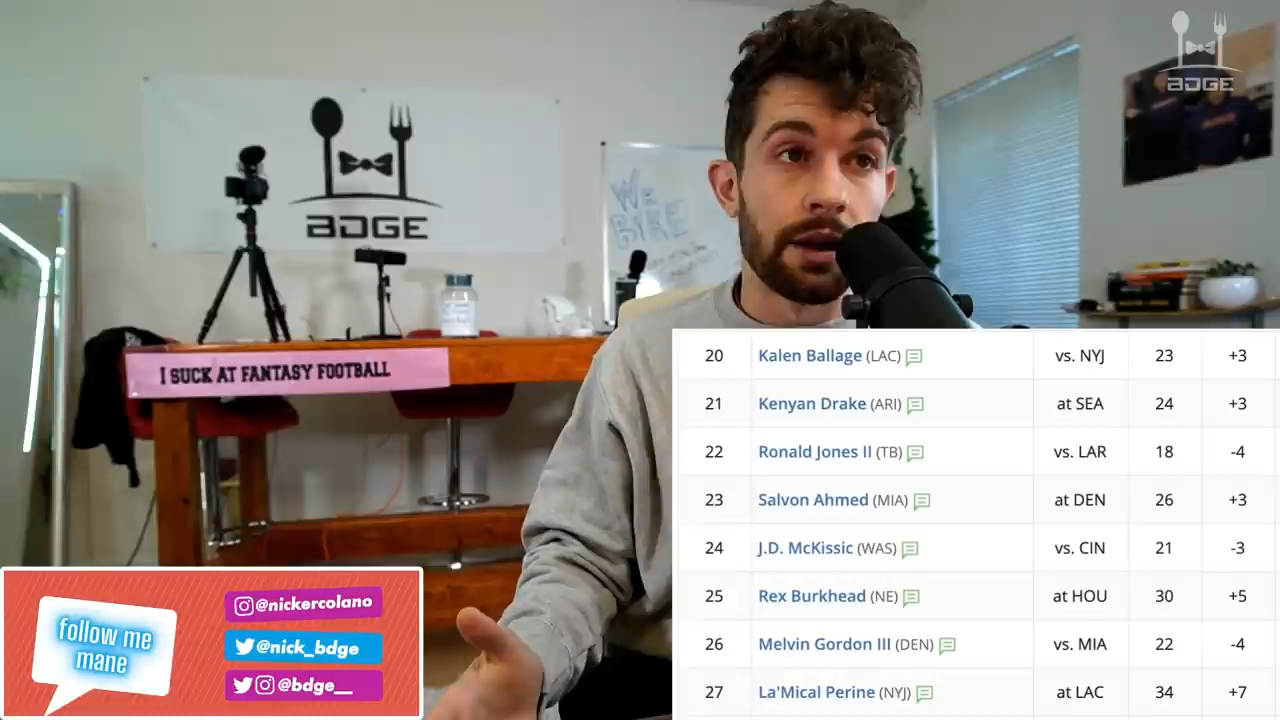 BDGE
BDGE
WE
BIKE
I SUCK AT FANTASY FOOTBALL
follow me
mane
@nickercolano
@nick_bdge
@bdge__
20 Kalen Ballage (LAC) vs. NYJ 23 +3
21 Kenyan Drake (ARI) at SEA 24 +3
22 Ronald Jones II (TB) vs. LAR 18 -4
23 Salvon Ahmed (MIA) at DEN 26 +3
24 J.D. McKissic (WAS) vs. CIN 21 -3
25 Rex Burkhead (NE) at HOU 30 +5
26 Melvin Gordon III (DEN) vs. MIA 22 -4
27 La'Mical Perine (NYJ) at LAC 34 +7